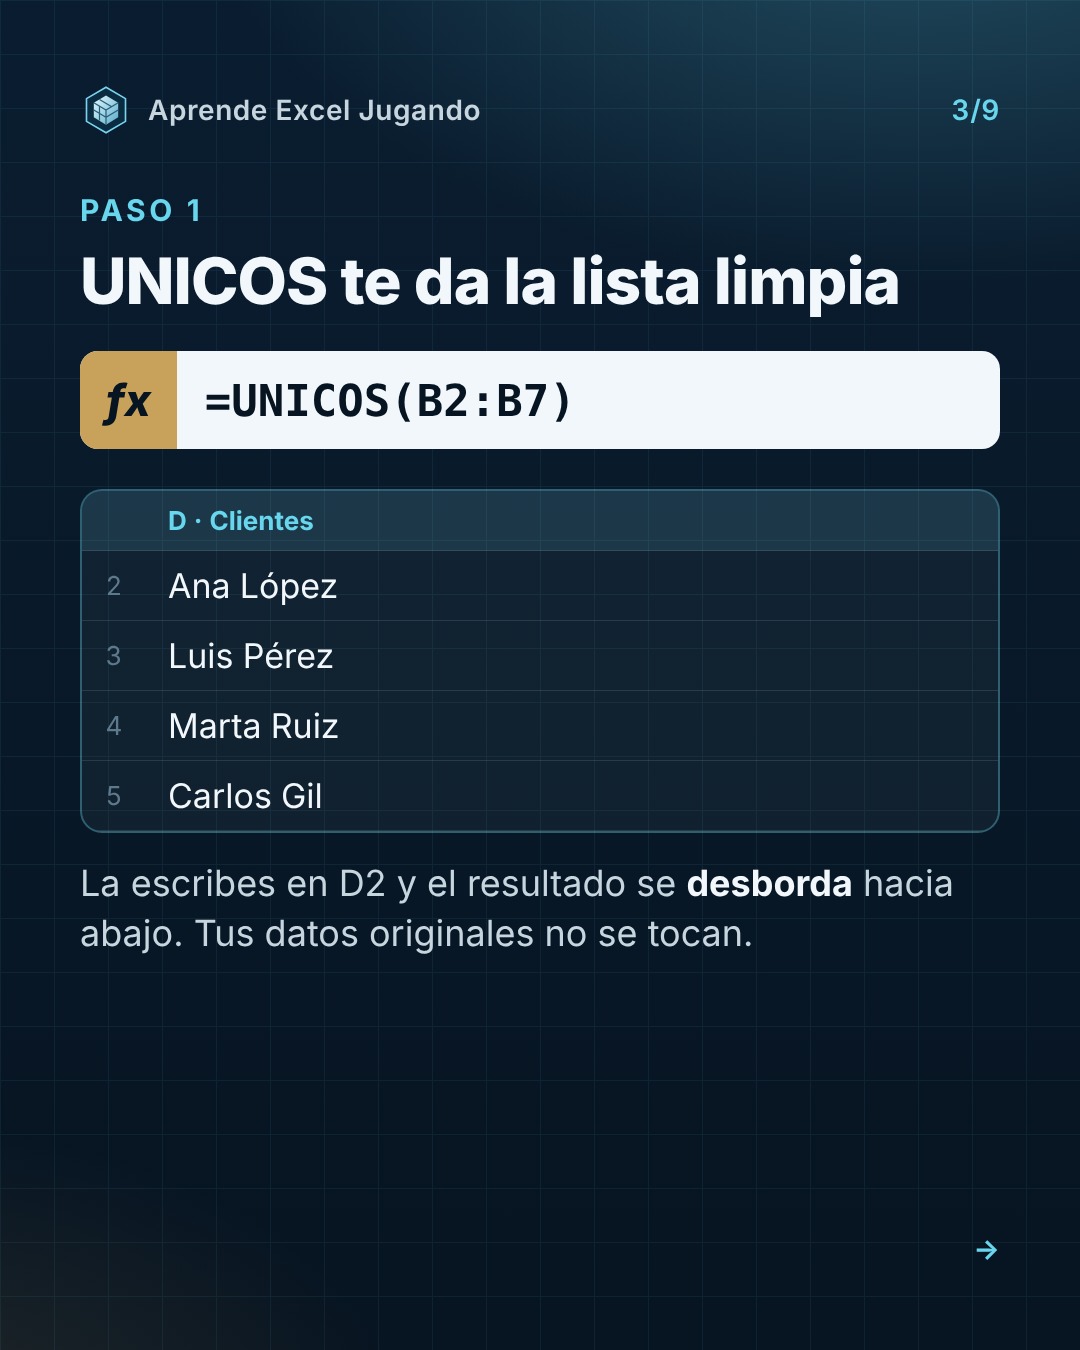 Aprende Excel Jugando
3/9
PASO 1
UNICOS te da la lista limpia
fx =UNICOS(B2:B7)
D · Clientes
2 Ana López
3 Luis Pérez
4 Marta Ruiz
5 Carlos Gil
La escribes en D2 y el resultado se desborda hacia
abajo. Tus datos originales no se tocan.
→